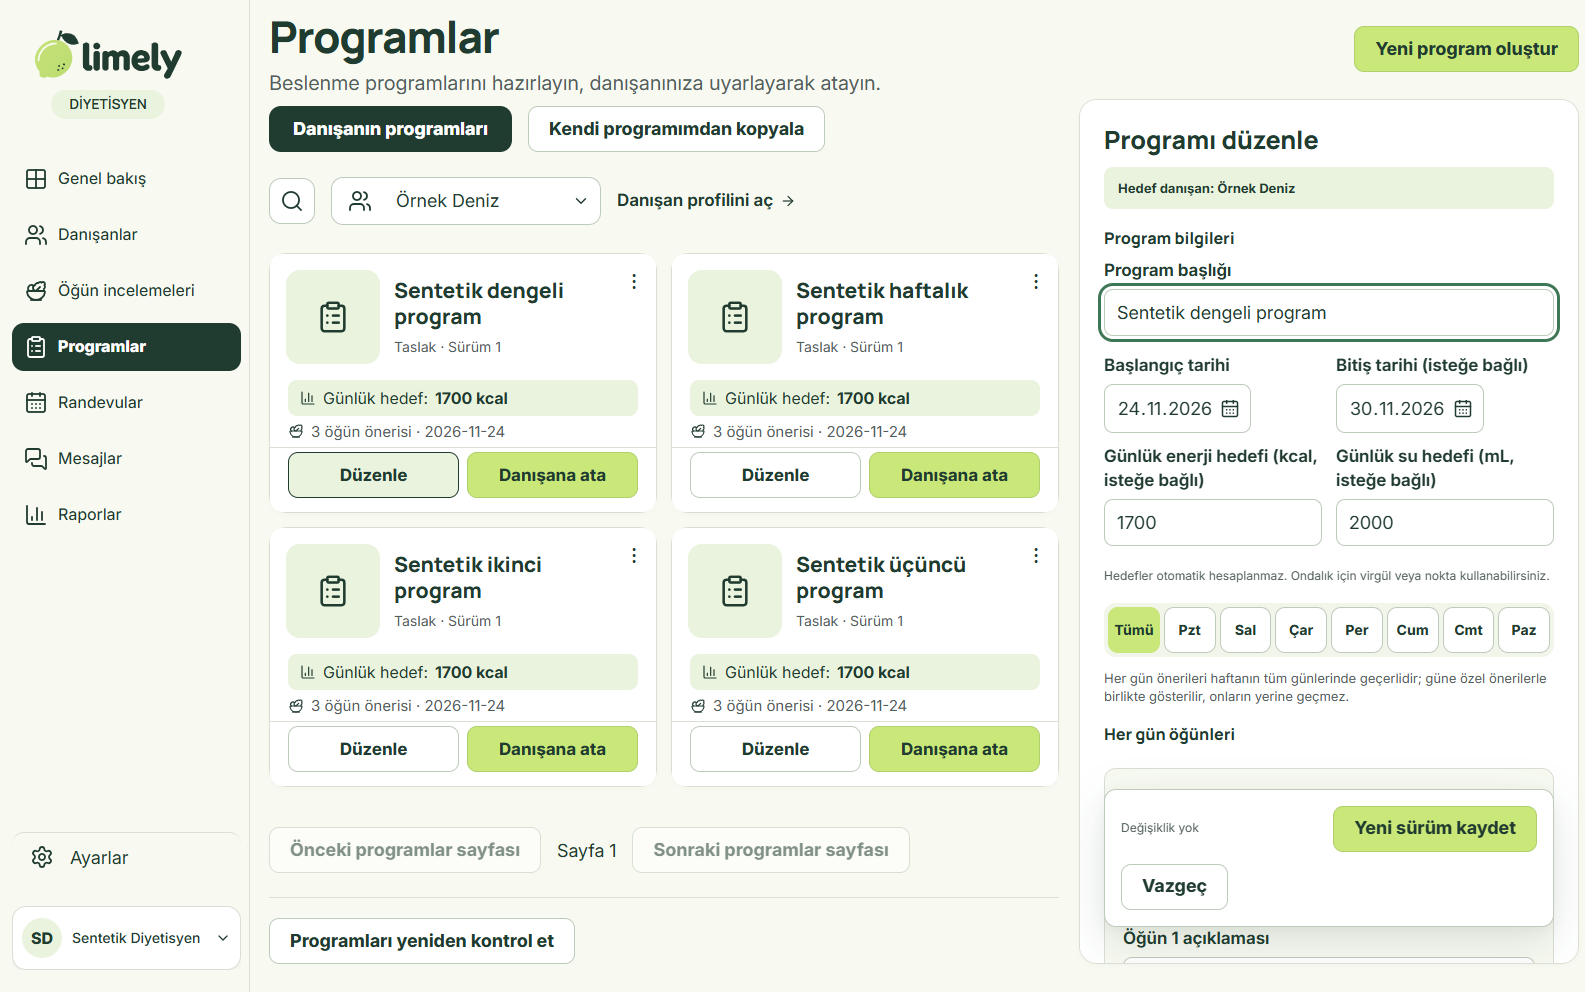 limely
DİYETİSYEN
Genel bakış
Danışanlar
Öğün incelemeleri
Programlar
Randevular
Mesajlar
Raporlar
Ayarlar
SD
Sentetik Diyetisyen
Programlar
Beslenme programlarını hazırlayın, danışanınıza uyarlayarak atayın.
Yeni program oluştur
Danışanın programları
Kendi programımdan kopyala
Örnek Deniz
Danışan profilini aç →
Sentetik dengeli
program
Taslak · Sürüm 1
Günlük hedef: 1700 kcal
3 öğün önerisi · 2026-11-24
Düzenle
Danışana ata
Sentetik haftalık
program
Taslak · Sürüm 1
Günlük hedef: 1700 kcal
3 öğün önerisi · 2026-11-24
Düzenle
Danışana ata
Sentetik ikinci
program
Taslak · Sürüm 1
Günlük hedef: 1700 kcal
3 öğün önerisi · 2026-11-24
Düzenle
Danışana ata
Sentetik üçüncü
program
Taslak · Sürüm 1
Günlük hedef: 1700 kcal
3 öğün önerisi · 2026-11-24
Düzenle
Danışana ata
Önceki programlar sayfası
Sayfa 1
Sonraki programlar sayfası
Programları yeniden kontrol et
Programı düzenle
Hedef danışan: Örnek Deniz
Program bilgileri
Program başlığı
Sentetik dengeli program
Başlangıç tarihi
24.11.2026
Bitiş tarihi (isteğe bağlı)
30.11.2026
Günlük enerji hedefi (kcal,
isteğe bağlı)
1700
Günlük su hedefi (mL,
isteğe bağlı)
2000
Hedefler otomatik hesaplanmaz. Ondalık için virgül veya nokta kullanabilirsiniz.
Tümü
Pzt
Sal
Çar
Per
Cum
Cmt
Paz
Her gün önerileri haftanın tüm günlerinde geçerlidir; güne özel önerilerle
birlikte gösterilir, onların yerine geçmez.
Her gün öğünleri
Değişiklik yok
Yeni sürüm kaydet
Vazgeç
Öğün 1 açıklaması